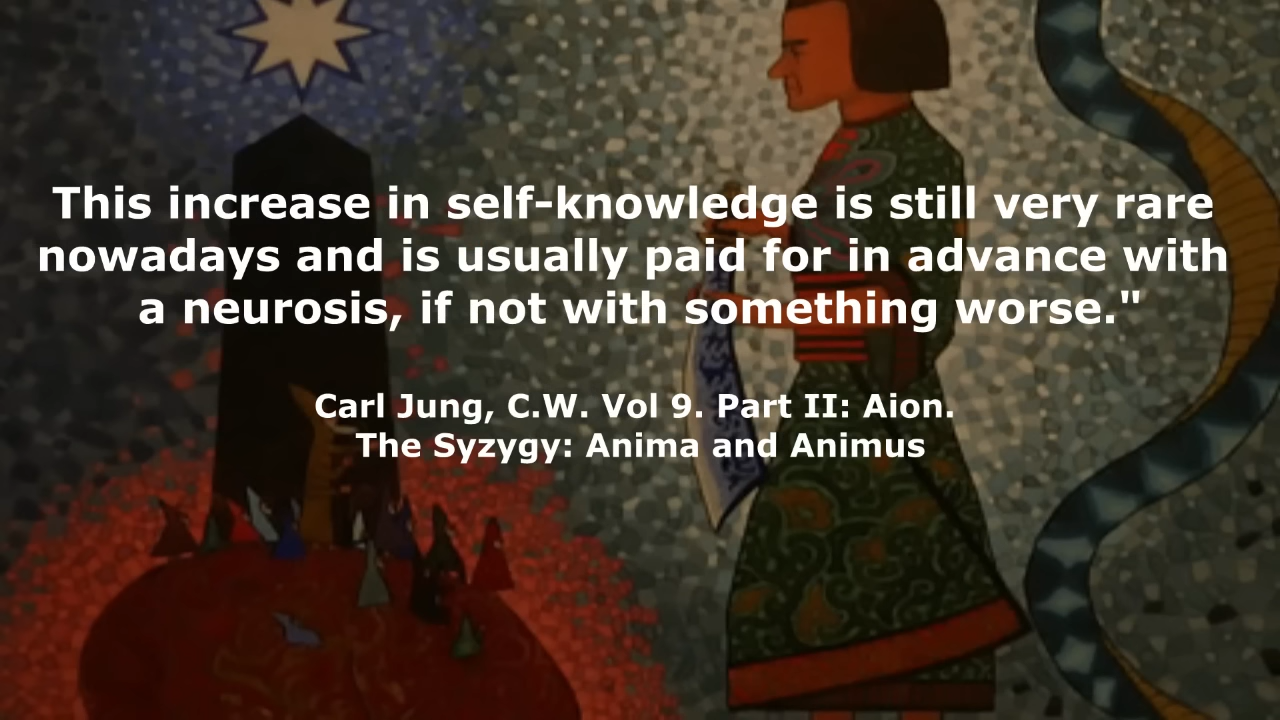 This increase in self-knowledge is still very rare
nowadays and is usually paid for in advance with
a neurosis, if not with something worse."
Carl Jung, C.W. Vol 9. Part II: Aion.
The Syzygy: Anima and Animus